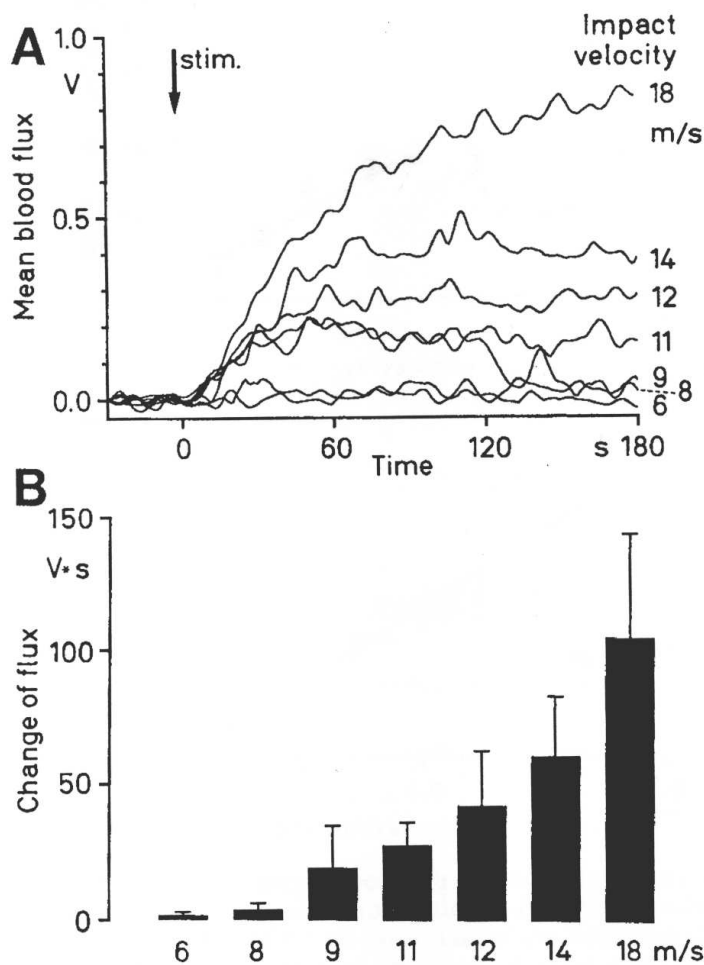 A
1.0
V
stim.
Impact
velocity
18
m/s
Mean blood flux
0.5
14
12
11
9
8
6
0.0
0
60
120
s 180
Time
B
150
V*s
Change of flux
100
50
0
6 8 9 11 12 14 18 m/s